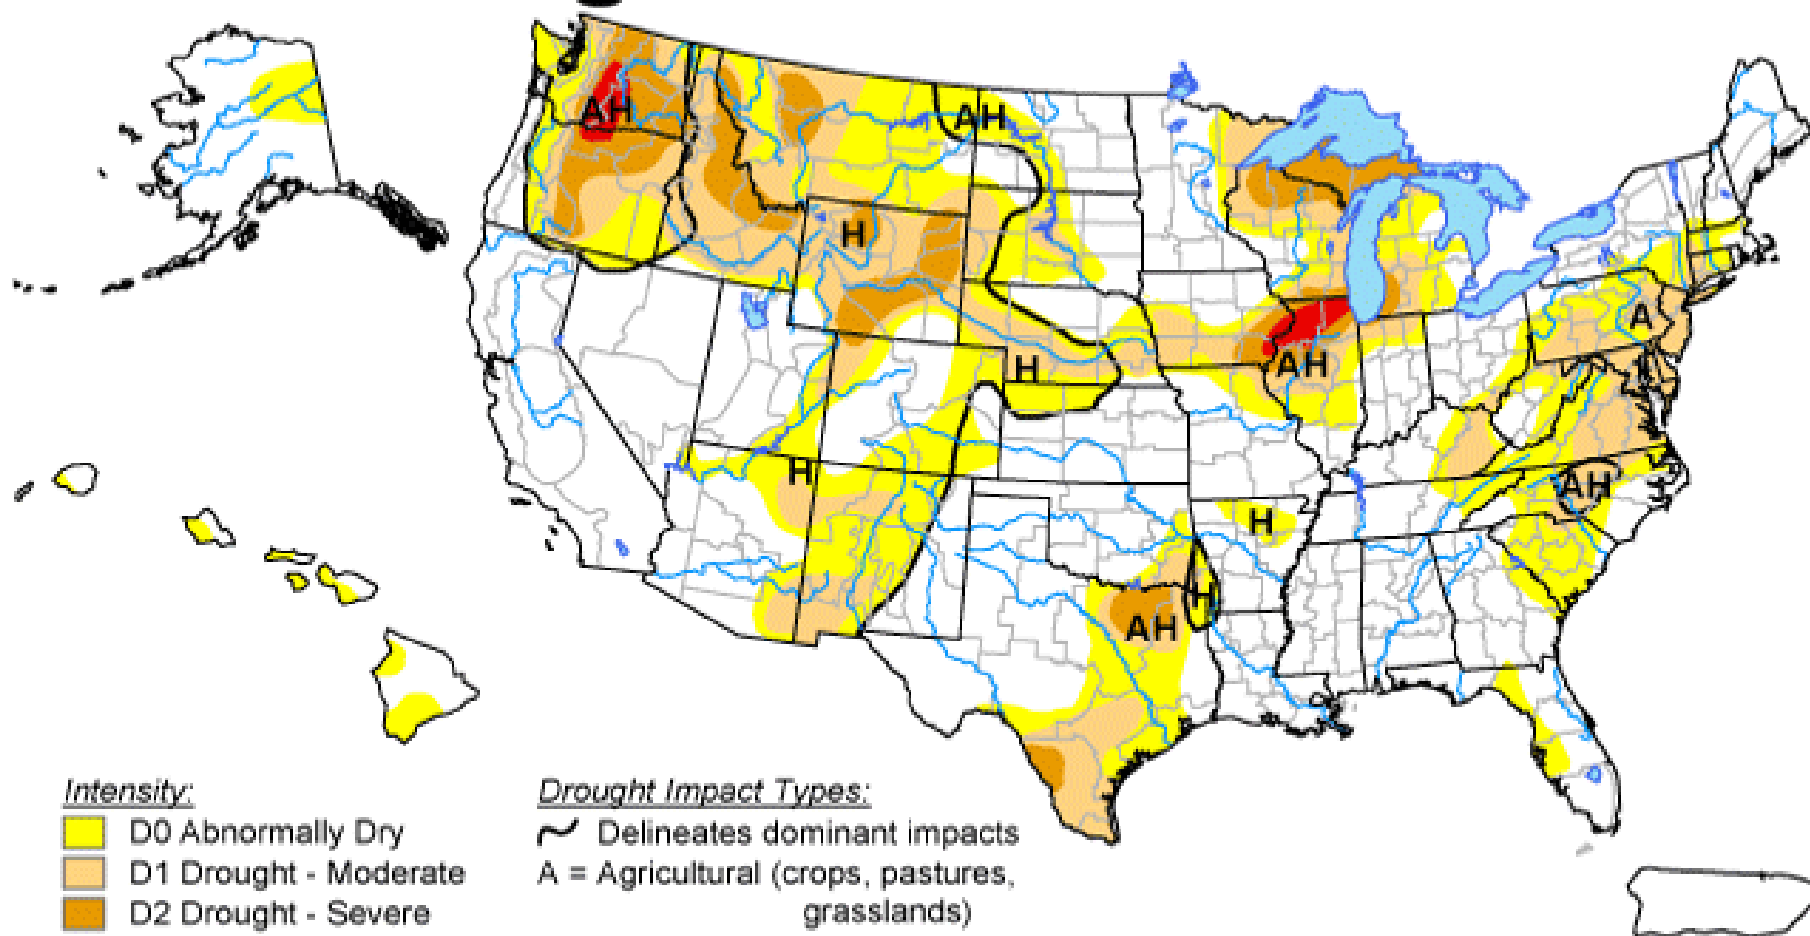 AH
AH
H
A
H
AH
H
AH
H
H
AH
Intensity:
D0 Abnormally Dry
D1 Drought - Moderate
D2 Drought - Severe
Drought Impact Types:
Delineates dominant impacts
A = Agricultural (crops, pastures,
grasslands)